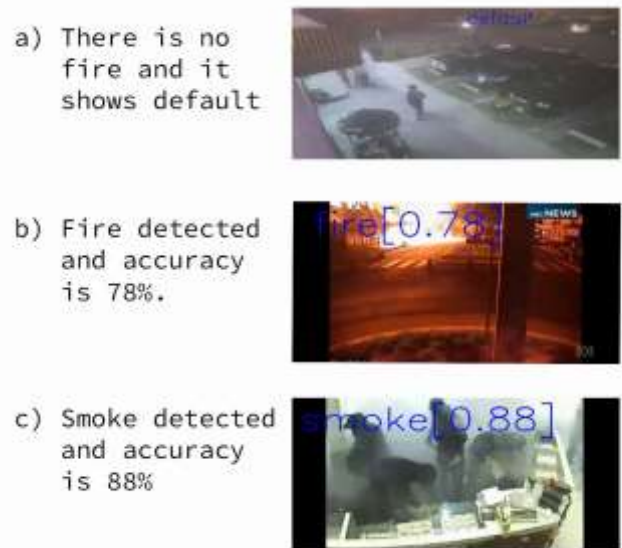 a) There is no
fire and it
shows default
default
b) Fire detected
and accuracy
is 78%.
fire[0.78]
NEWS
c) Smoke detected
and accuracy
is 88%
smoke[0.88]